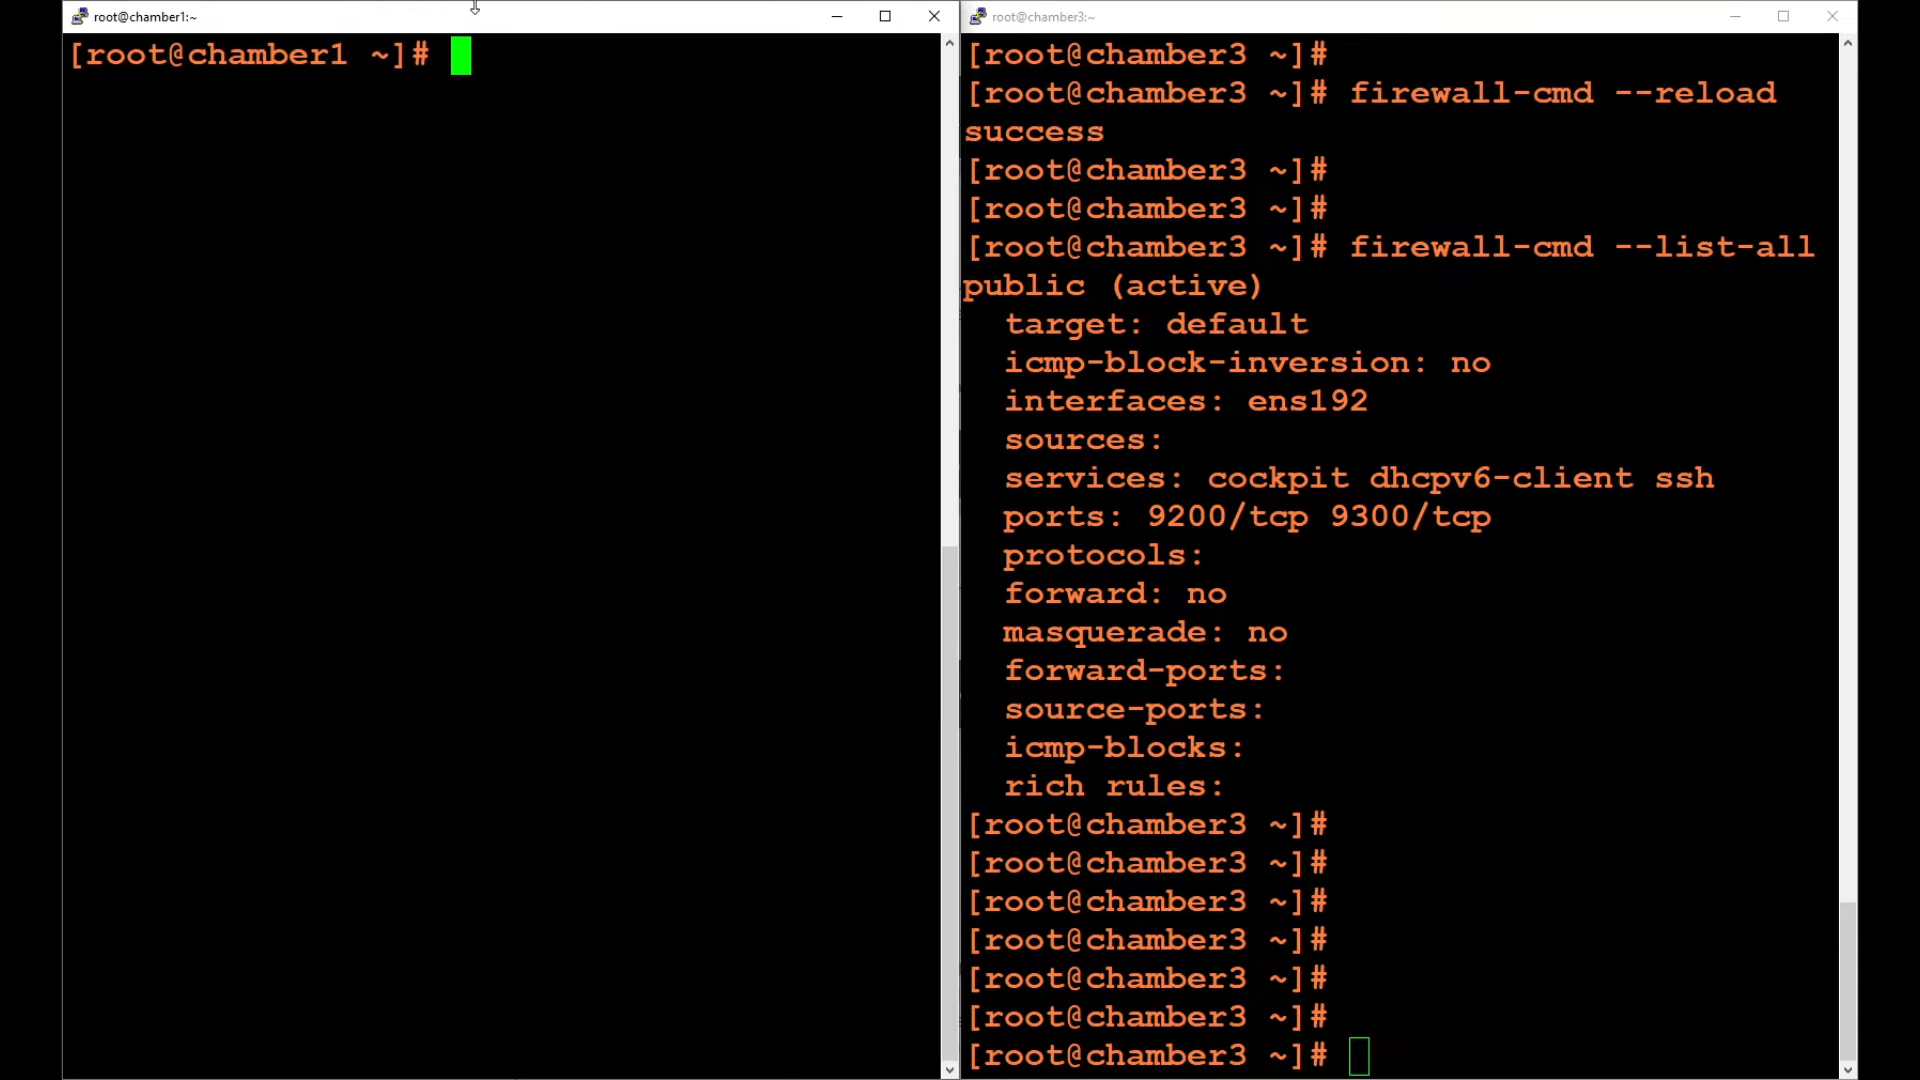 root@chamber1:~
[root@chamber1 ~]#
root@chamber3:~
[root@chamber3 ~]#
[root@chamber3 ~]# firewall-cmd --reload
success
[root@chamber3 ~]#
[root@chamber3 ~]#
[root@chamber3 ~]# firewall-cmd --list-all
public (active)
  target: default
  icmp-block-inversion: no
  interfaces: ens192
  sources:
  services: cockpit dhcpv6-client ssh
  ports: 9200/tcp 9300/tcp
  protocols:
  forward: no
  masquerade: no
  forward-ports:
  source-ports:
  icmp-blocks:
  rich rules:
[root@chamber3 ~]#
[root@chamber3 ~]#
[root@chamber3 ~]#
[root@chamber3 ~]#
[root@chamber3 ~]#
[root@chamber3 ~]#
[root@chamber3 ~]#